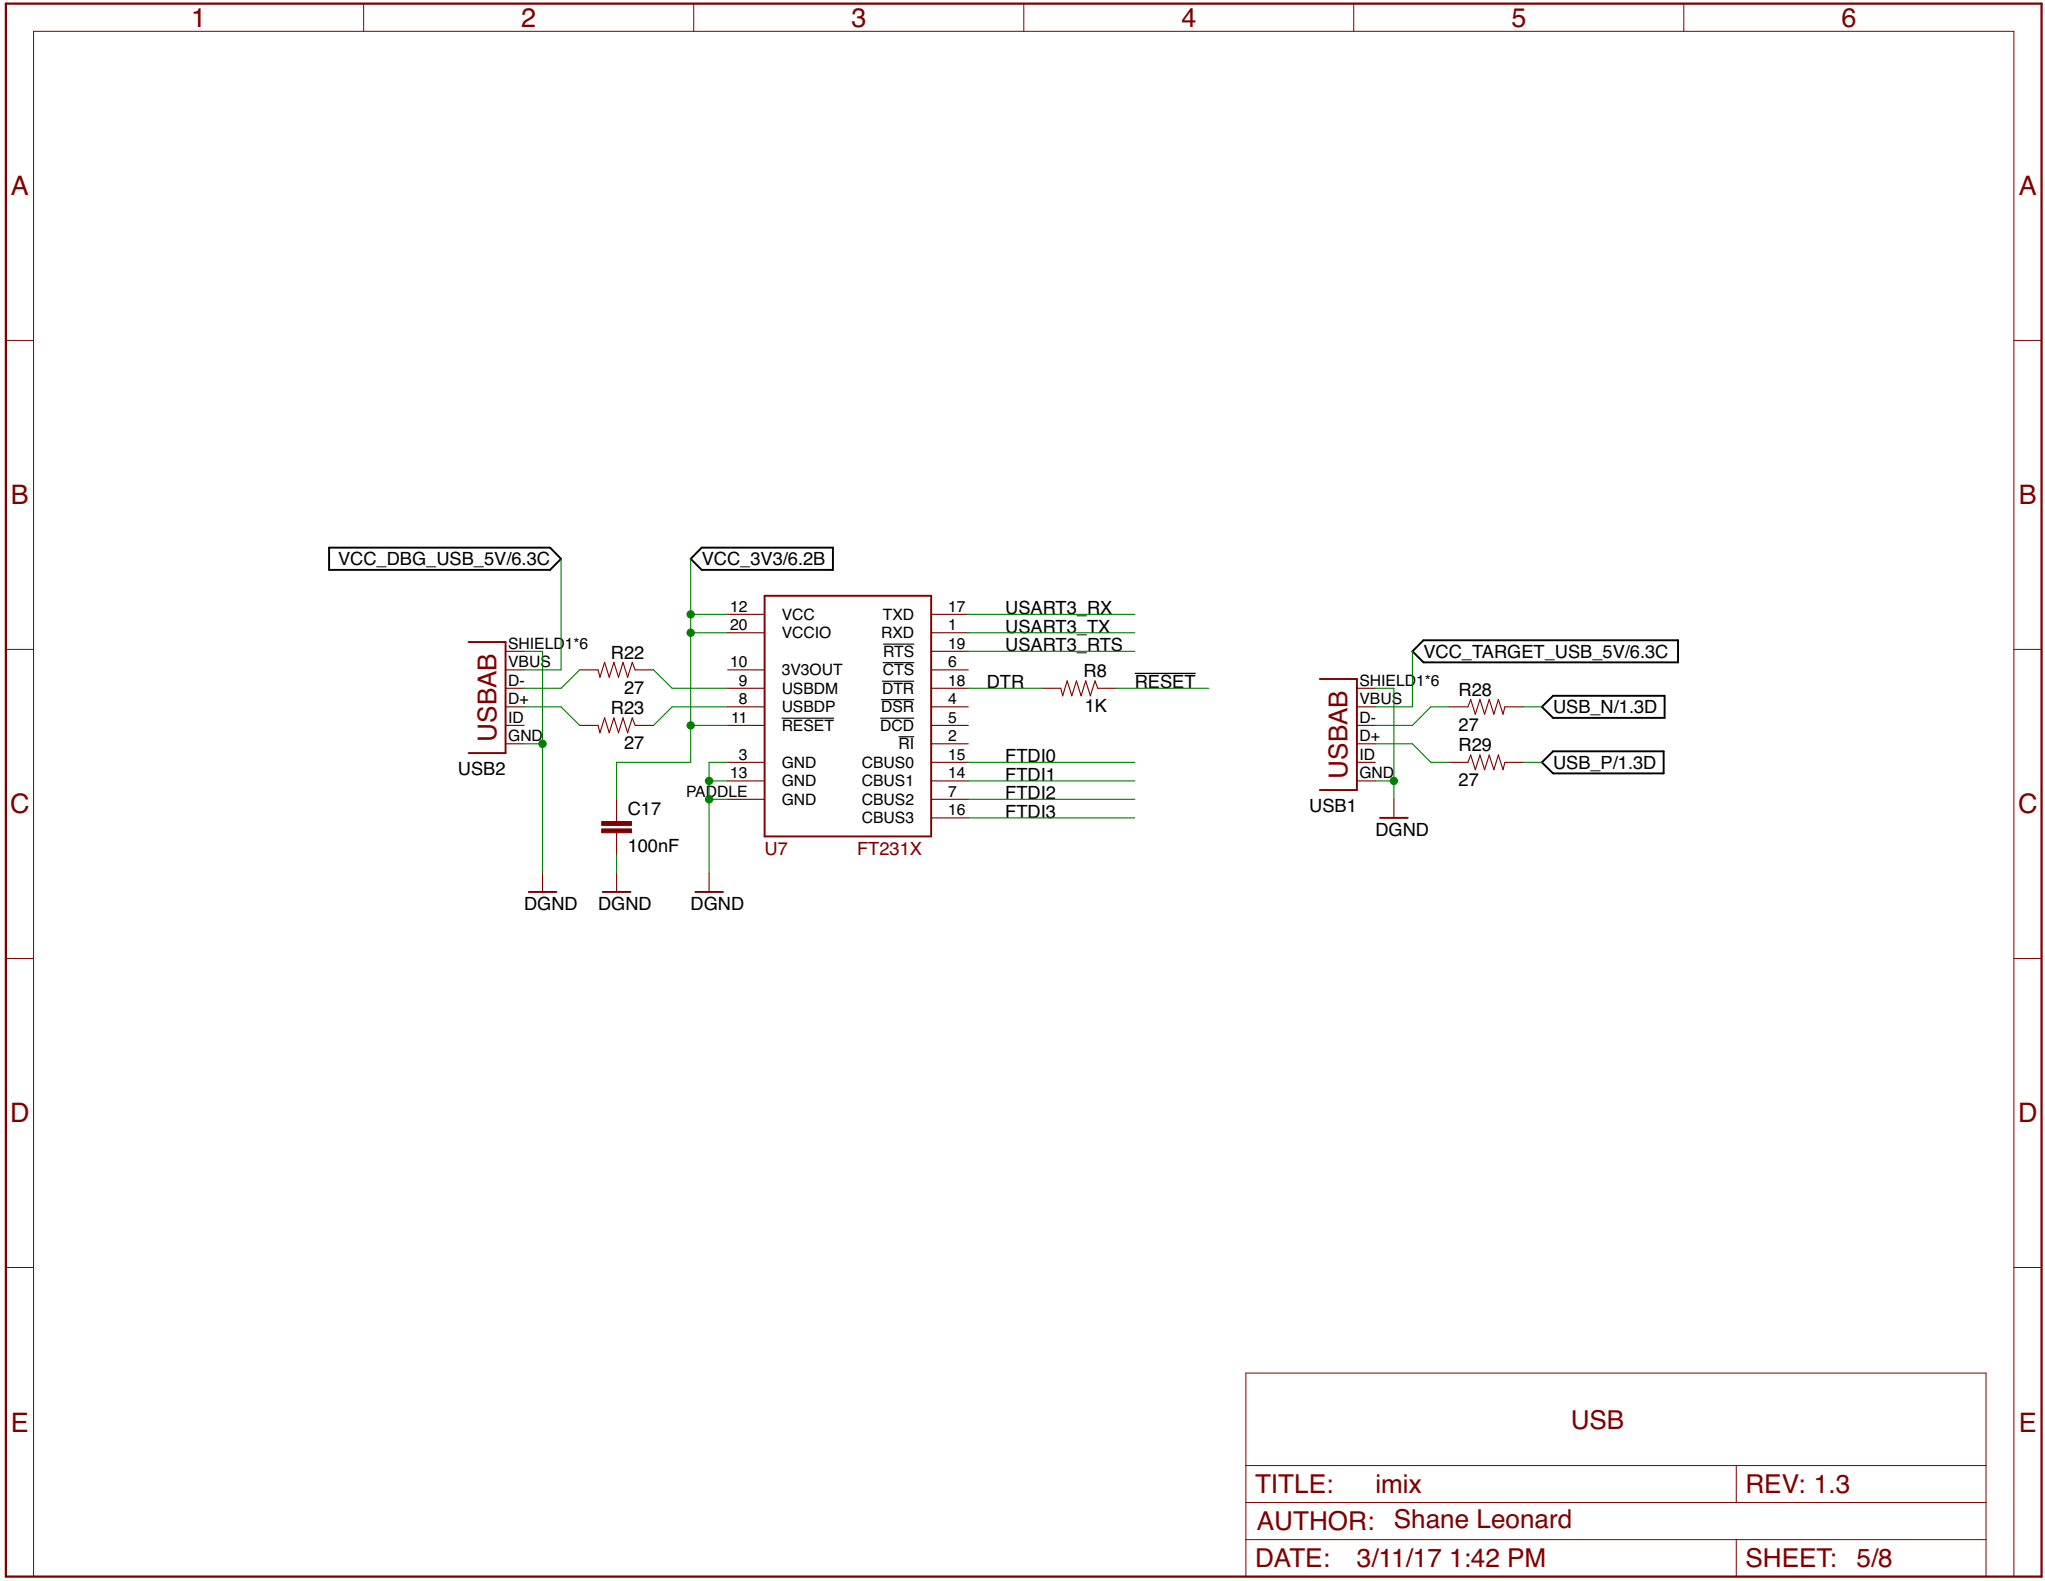 1 2 3 4 5 6
A A
B B
VCC_DBG_USB_5V/6.3C
VCC_3V3/6.2B
USBAB
SHIELD1*6
VBUS
D-
D+
ID
GND
USB2
R22
27
R23
27
C17
100nF
DGND DGND DGND
12 VCC
20 VCCIO
10 3V3OUT
9 USBDM
8 USBDP
11 RESET
3 GND
13 GND
PADDLE GND
TXD 17 USART3_RX
RXD 1 USART3_TX
RTS 19 USART3_RTS
CTS 6
DTR 18 DTR
DSR 4
DCD 5
RI 2
CBUS0 15 FTDI0
CBUS1 14 FTDI1
CBUS2 7 FTDI2
CBUS3 16 FTDI3
U7 FT231X
R8
1K
RESET
VCC_TARGET_USB_5V/6.3C
USBAB
SHIELD1*6
VBUS
D-
D+
ID
GND
USB1
DGND
R28
27
USB_N/1.3D
R29
27
USB_P/1.3D
C C
D D
E E
USB
TITLE: imix REV: 1.3
AUTHOR: Shane Leonard
DATE: 3/11/17 1:42 PM SHEET: 5/8